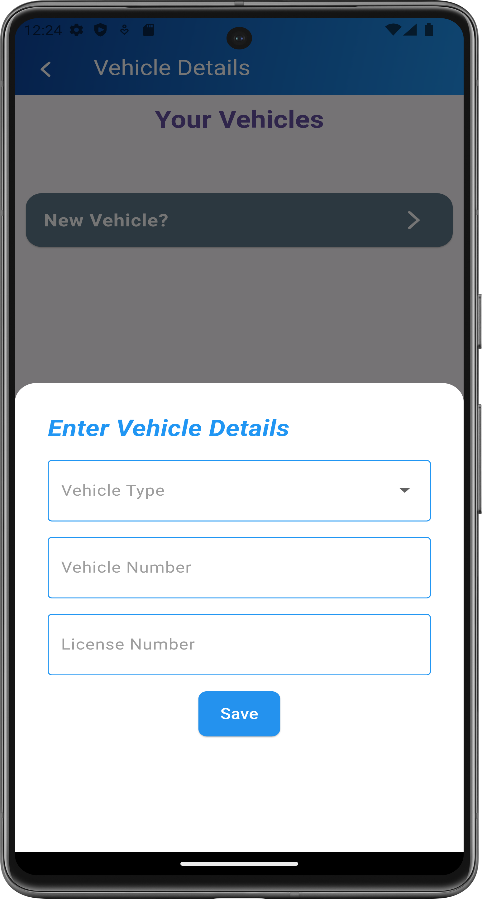 12:24
Vehicle Details
Your Vehicles
New Vehicle?
Enter Vehicle Details
Vehicle Type
Vehicle Number
License Number
Save